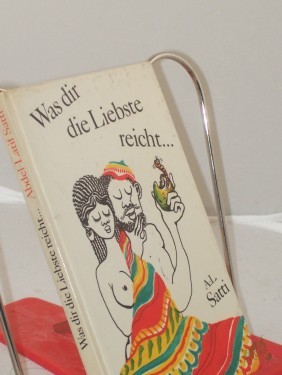 Was dir
die Liebste
reicht...
A.L.
Satti
Was dir die Liebste reicht... Abdel Latif Satti